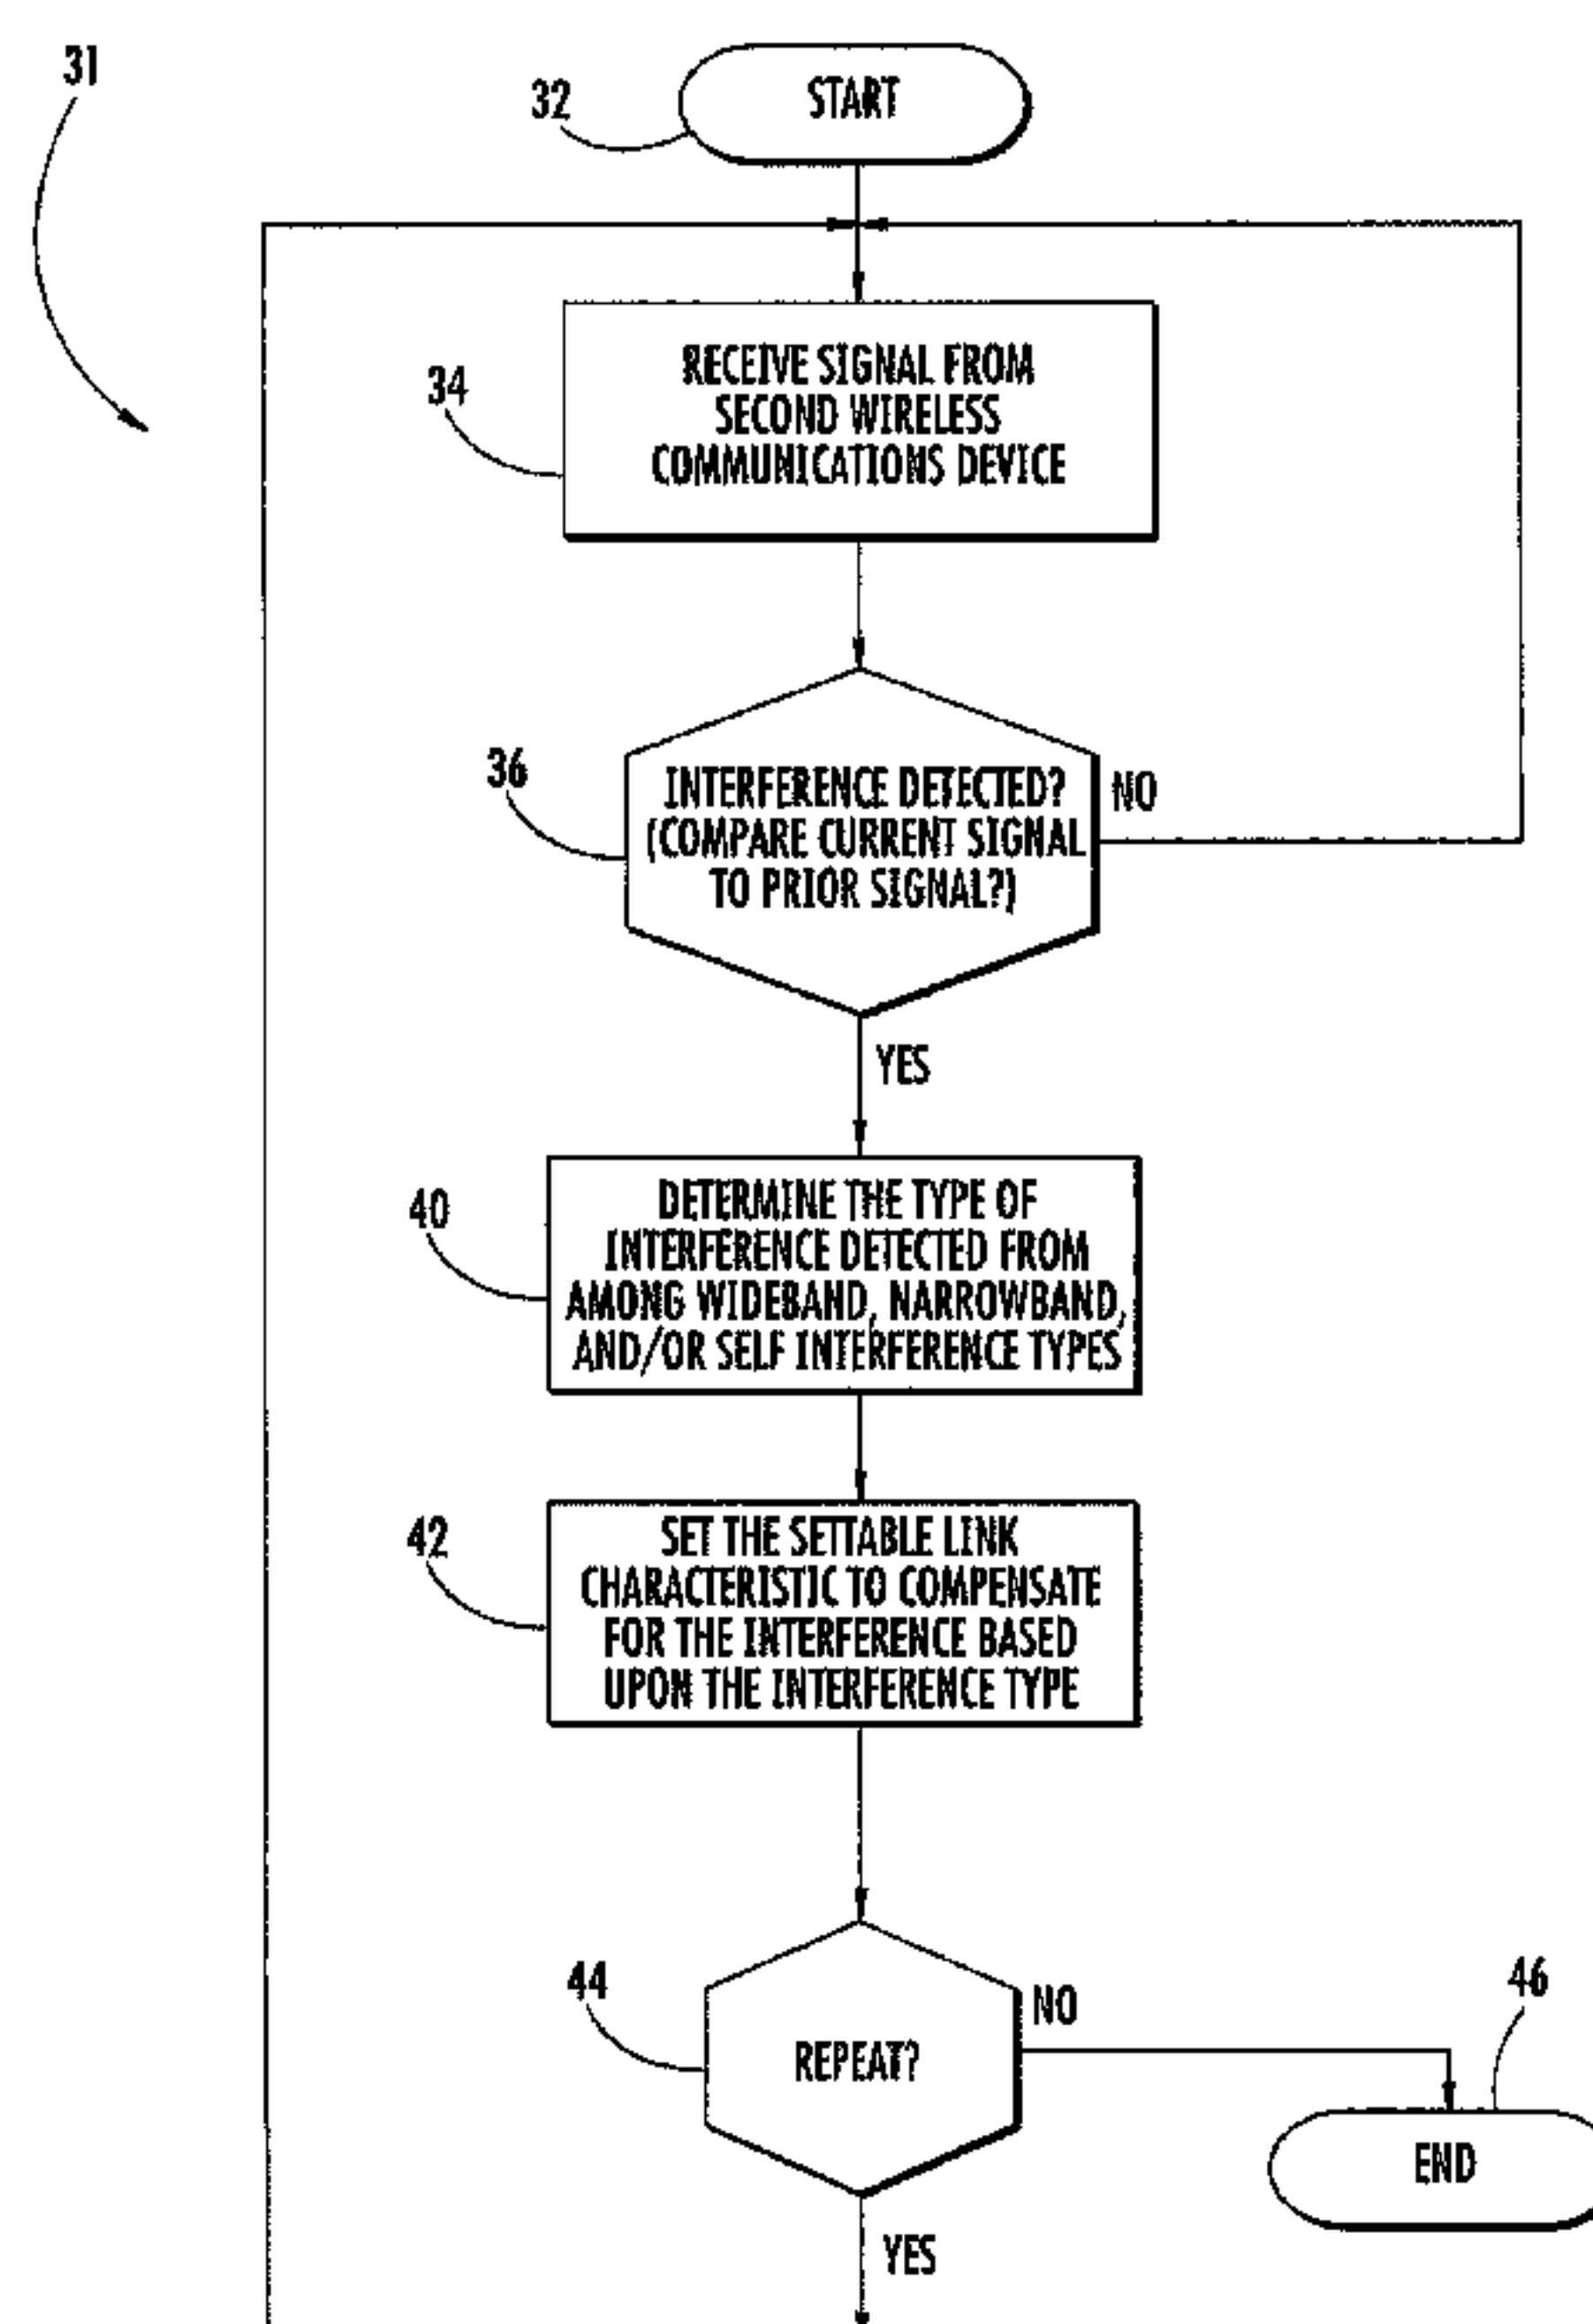 31
32
START
34
RECEIVE SIGNAL FROM
SECOND WIRELESS
COMMUNICATIONS DEVICE
36
INTERFERENCE DETECTED?
(COMPARE CURRENT SIGNAL
TO PRIOR SIGNAL?)
NO
YES
40
DETERMINE THE TYPE OF
INTERFERENCE DETECTED FROM
AMONG WIDEBAND, NARROWBAND,
AND/OR SELF INTERFERENCE TYPES
42
SET THE SETTABLE LINK
CHARACTERISTIC TO COMPENSATE
FOR THE INTERFERENCE BASED
UPON THE INTERFERENCE TYPE
44
REPEAT?
NO
46
END
YES